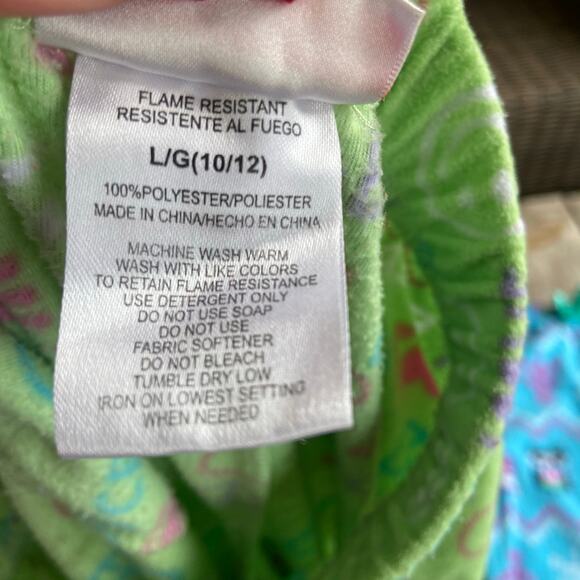 FLAME RESISTANT
RESISTENTE AL FUEGO
L/G(10/12)
100%POLYESTER/POLIESTER
MADE IN CHINA/HECHO EN CHINA
MACHINE WASH WARM
WASH WITH LIKE COLORS
TO RETAIN FLAME RESISTANCE
USE DETERGENT ONLY
DO NOT USE SOAP
DO NOT USE
FABRIC SOFTENER
DO NOT BLEACH
TUMBLE DRY LOW
IRON ON LOWEST SETTING
WHEN NEEDED